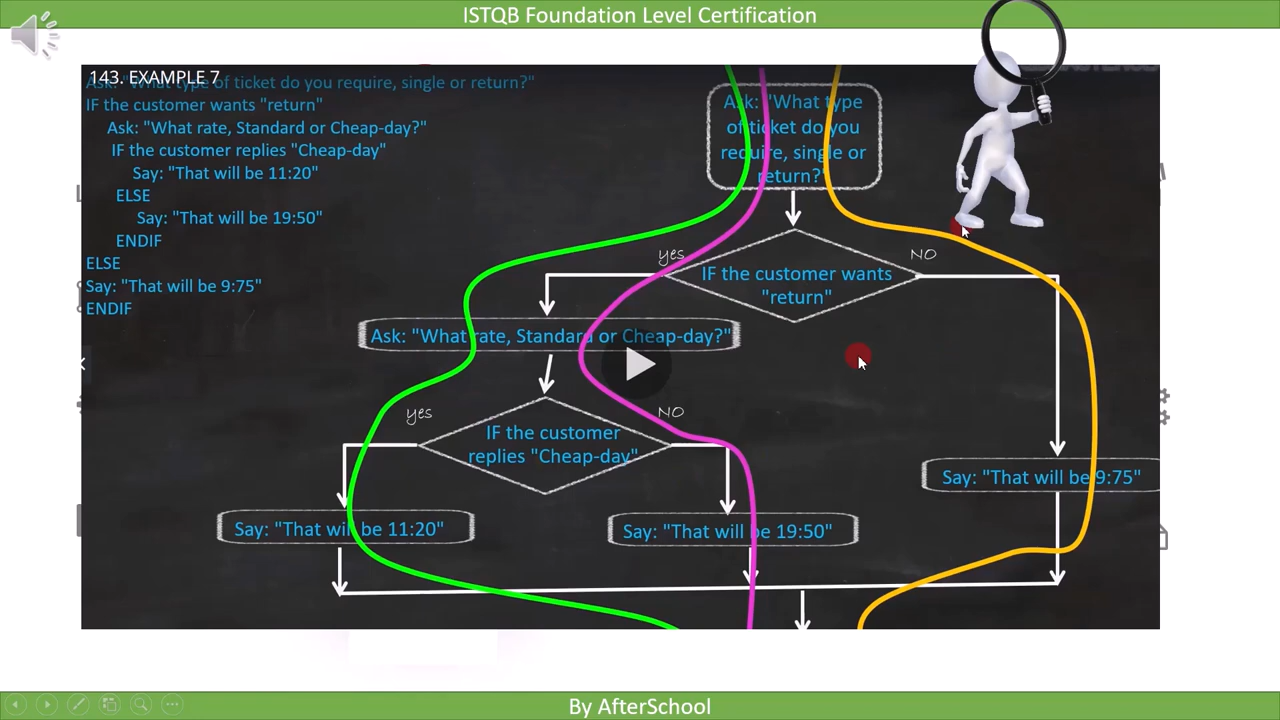 ISTQB Foundation Level Certification
143. EXAMPLE 7
Ask: "What type of ticket do you require, single or return?"
IF the customer wants "return"
Ask: "What rate, Standard or Cheap-day?"
IF the customer replies "Cheap-day"
Say: "That will be 11:20"
ELSE
Say: "That will be 19:50"
ENDIF
ELSE
Say: "That will be 9:75"
ENDIF
Ask: "What type
of ticket do you
require, single or
return?"
yes
NO
IF the customer wants
"return"
Ask: "What rate, Standard or Cheap-day?"
yes
NO
IF the customer
replies "Cheap-day"
Say: "That will be 9:75"
Say: "That will be 11:20"
Say: "That will be 19:50"
By AfterSchool